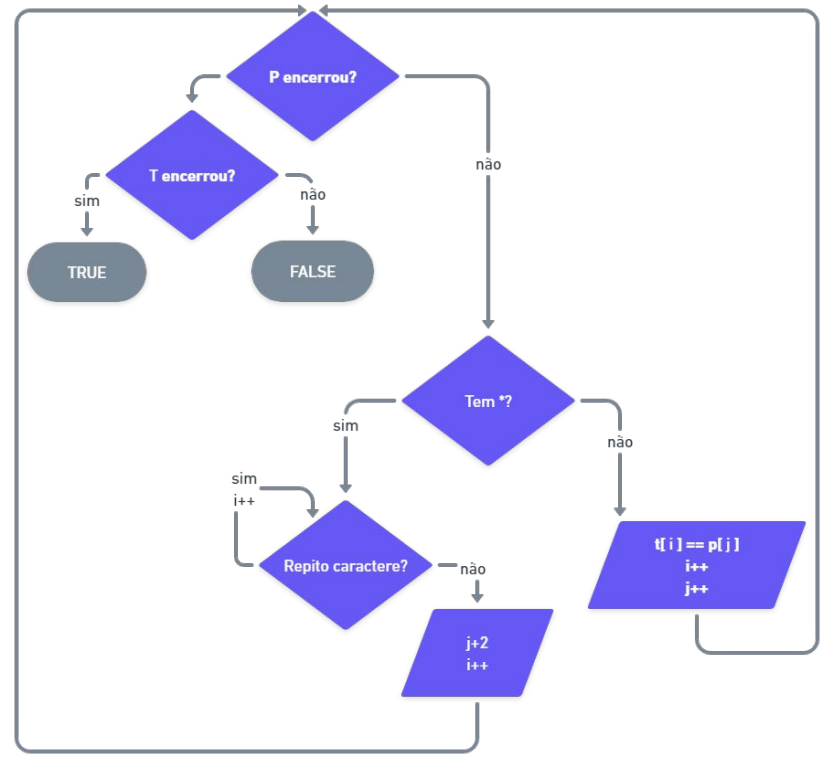 P encerrou?
T encerrou?
não
sim
não
TRUE
FALSE
Tem *?
sim
não
sim
i++
Repito caractere?
não
t[ i ] == p[ j ]
i++
j++
j+2
i++